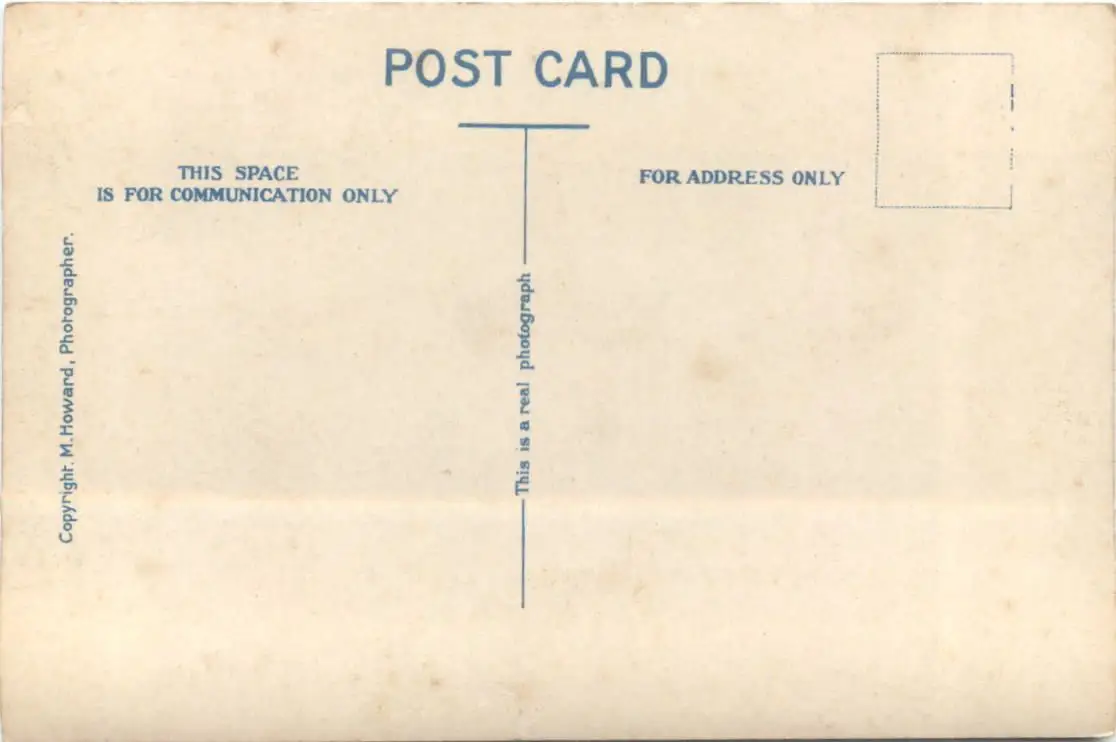 POST CARD
THIS SPACE
IS FOR COMMUNICATION ONLY
FOR ADDRESS ONLY
Copyright. M. Howard, Photographer.
This is a real photograph